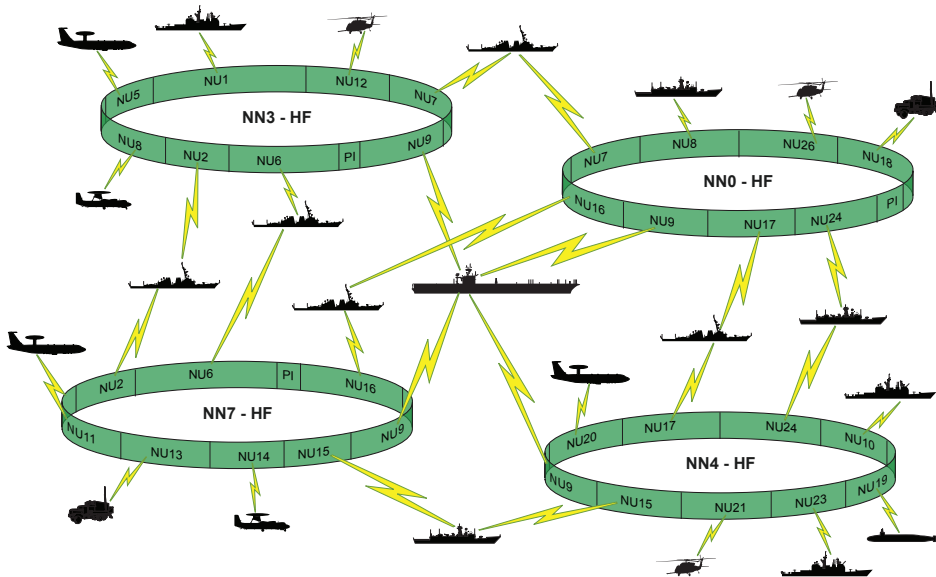 NU5
NU1
NU12
NU7
NN3 - HF
NU8
NU2
NU6
PI
NU9
NU7
NU8
NU26
NU18
NN0 - HF
NU16
NU9
NU17
NU24
PI
NU2
NU6
PI
NU16
NN7 - HF
NU11
NU13
NU14
NU15
NU9
NU20
NU17
NU24
NU10
NN4 - HF
NU9
NU15
NU21
NU23
NU19